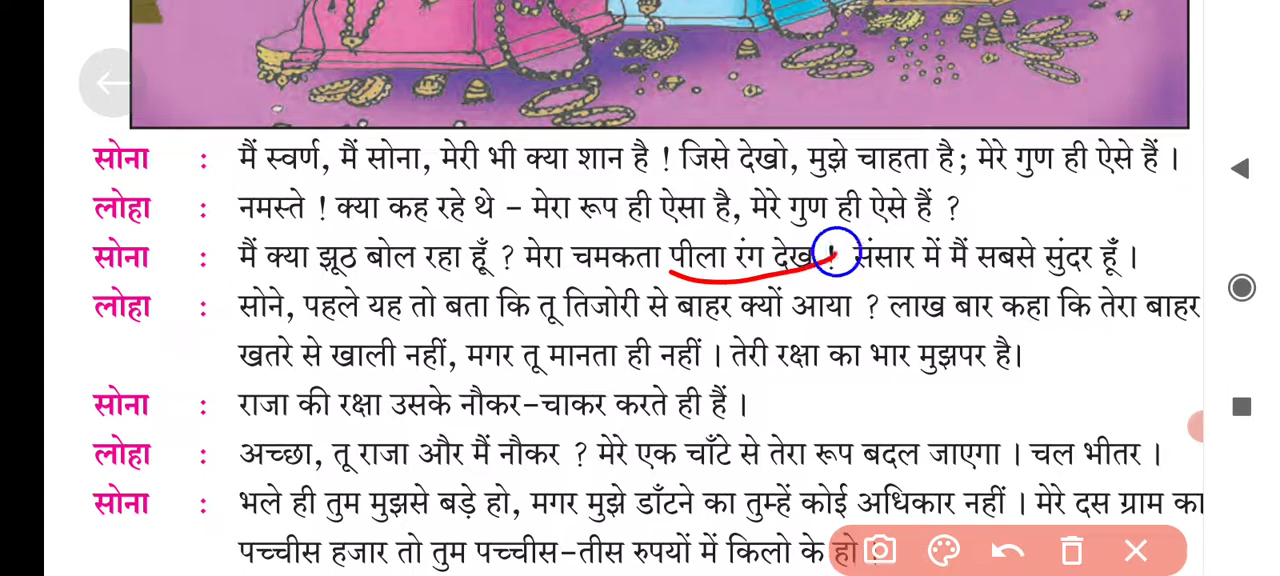 सोना : मैं स्वर्ण, मैं सोना, मेरी भी क्या शान है ! जिसे देखो, मुझे चाहता है; मेरे गुण ही ऐसे हैं ।
लोहा : नमस्ते ! क्या कह रहे थे - मेरा रूप ही ऐसा है, मेरे गुण ही ऐसे हैं ?
सोना : मैं क्या झूठ बोल रहा हूँ ? मेरा चमकता पीला रंग देख ! संसार में मैं सबसे सुंदर हूँ ।
लोहा : सोने, पहले यह तो बता कि तू तिजोरी से बाहर क्यों आया ? लाख बार कहा कि तेरा बाहर
खतरे से खाली नहीं, मगर तू मानता ही नहीं । तेरी रक्षा का भार मुझपर है।
सोना : राजा की रक्षा उसके नौकर-चाकर करते ही हैं ।
लोहा : अच्छा, तू राजा और मैं नौकर ? मेरे एक चाँटे से तेरा रूप बदल जाएगा । चल भीतर ।
सोना : भले ही तुम मुझसे बड़े हो, मगर मुझे डाँटने का तुम्हें कोई अधिकार नहीं । मेरे दस ग्राम का
पच्चीस हजार तो तुम पच्चीस-तीस रुपयों में किलो के हो ।